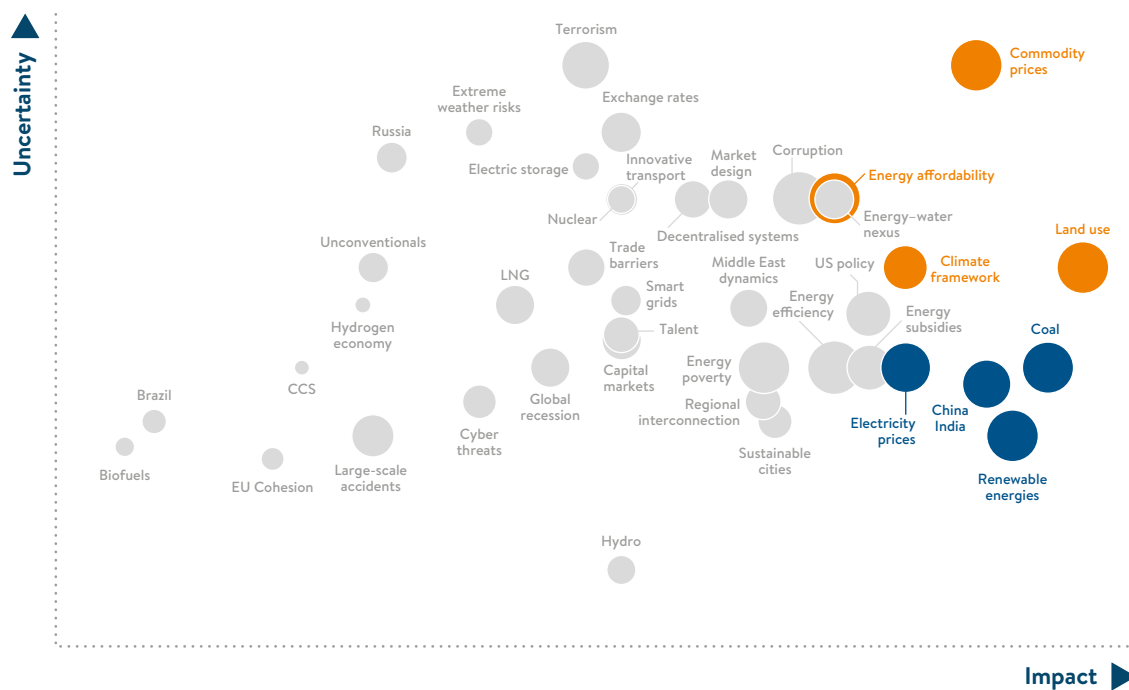 Uncertainty
Terrorism
Commodity
prices
Extreme
weather risks
Exchange rates
Russia
Electric storage
Innovative
transport
Market
design
Corruption
Energy affordability
Nuclear
Decentralised systems
Energy–water
nexus
Land use
Unconventionals
Trade
barriers
Middle East
dynamics
US policy
Climate
framework
LNG
Smart
grids
Energy
efficiency
Energy
subsidies
Hydrogen
economy
Talent
Coal
CCS
Capital
markets
Energy
poverty
Brazil
Global
recession
Regional
interconnection
Electricity
prices
China
India
Biofuels
EU Cohesion
Large-scale
accidents
Cyber
threats
Sustainable
cities
Renewable
energies
Hydro
Impact